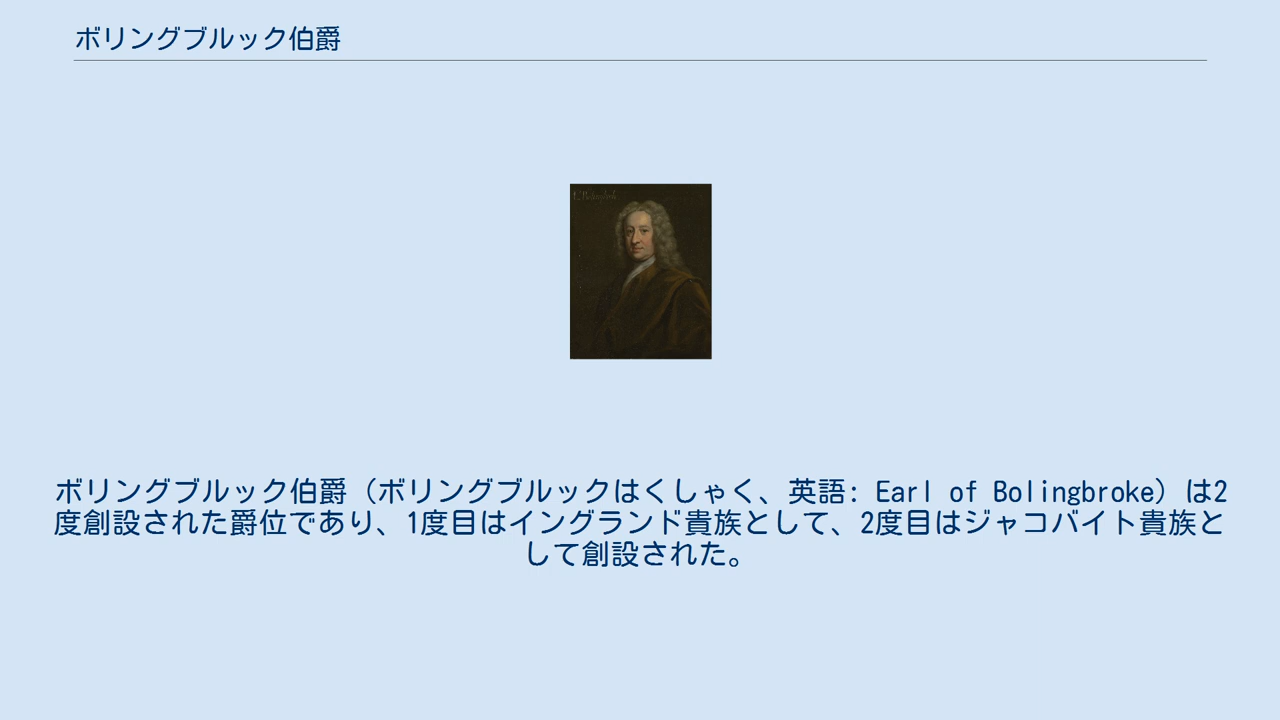 ボリングブルック伯爵
ボリングブルック伯爵（ボリングブルックはくしゃく、英語: Earl of Bolingbroke）は2
度創設された爵位であり、1度目はイングランド貴族として、2度目はジャコバイト貴族と
して創設された。